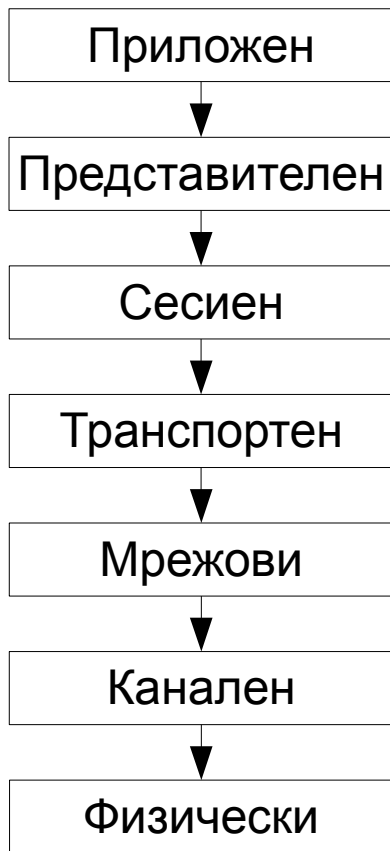 Приложен
Представителен
Сесиен
Транспортен
Мрежови
Канален
Физически